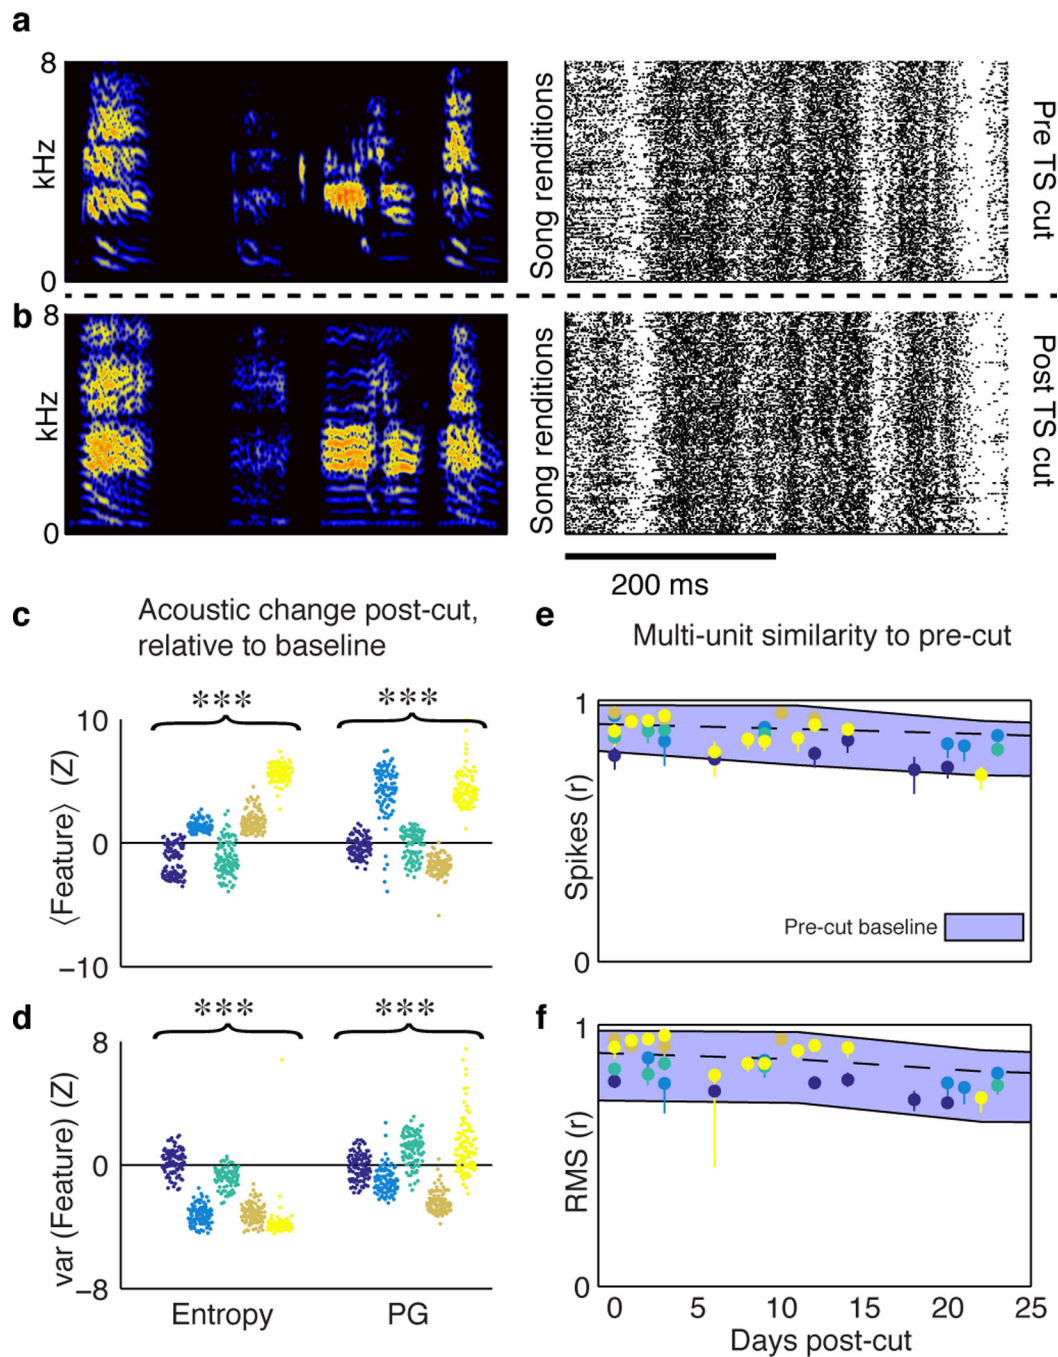 a
8
kHz
0
Song renditions
Pre TS cut
b
8
kHz
0
Song renditions
Post TS cut
200 ms
c
Acoustic change post-cut,
relative to baseline
***
***
10
0
−10
⟨Feature⟩ (Z)
d
***
***
8
0
−8
var (Feature) (Z)
Entropy
PG
e
Multi-unit similarity to pre-cut
1
Spikes (r)
Pre-cut baseline
0
f
1
RMS (r)
0
0
5
10
15
20
25
Days post-cut